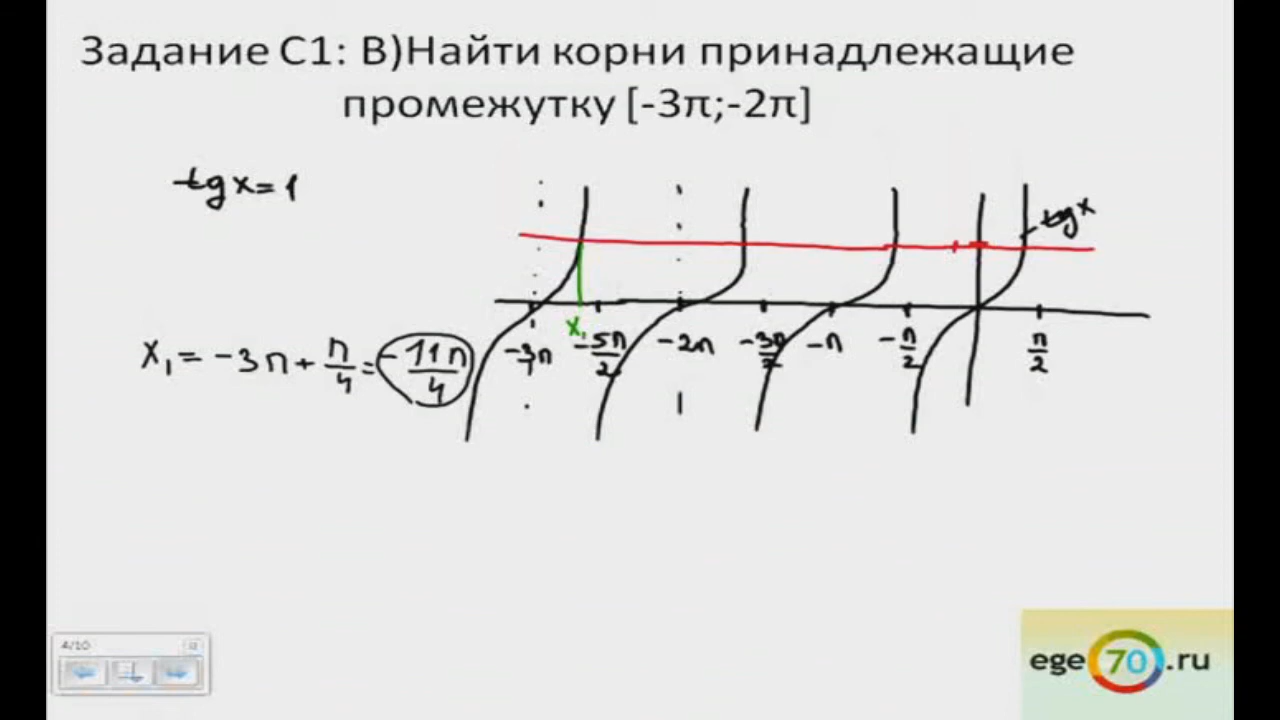 Задание С1: В)Найти корни принадлежащие
промежутку [-3π;-2π]
tg x = 1
tg x
x₁ = -3π + π/4 = -11π/4
x₁
-3π -5π/2 -2π -3π/2 -π -π/2 π/2
4/10
ege70.ru